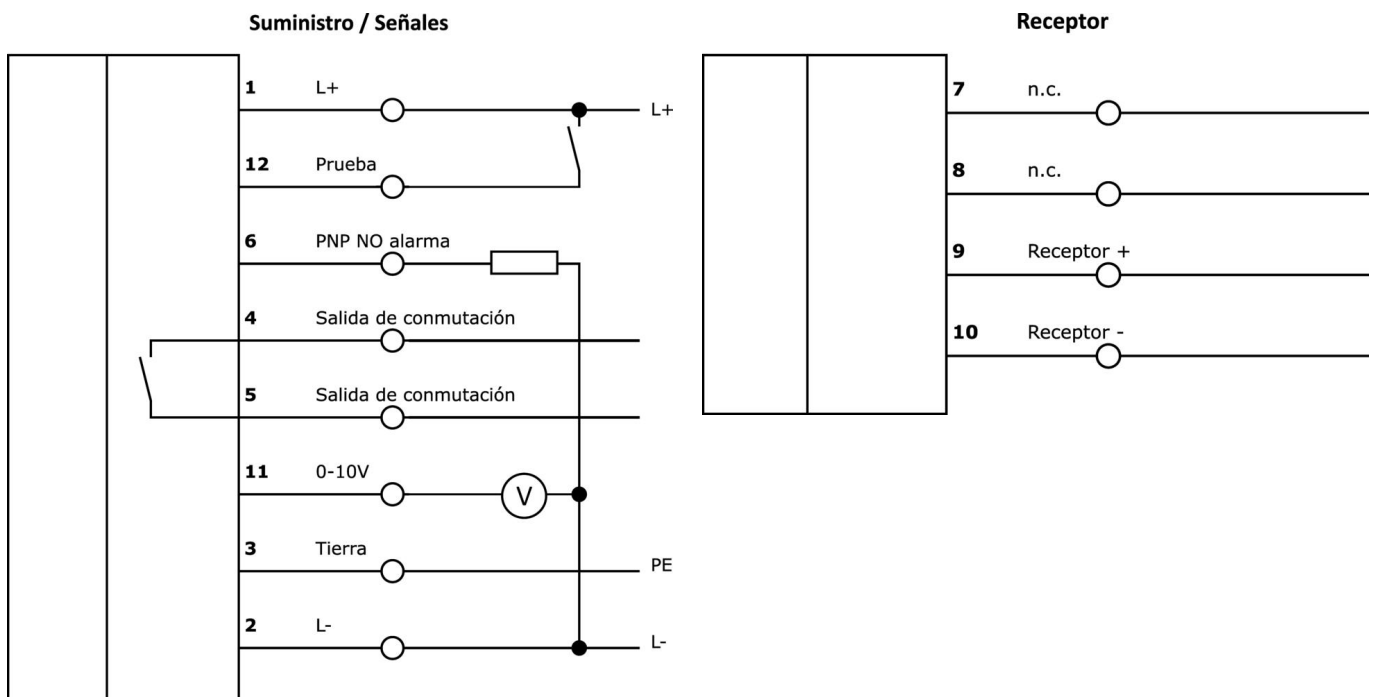 Suministro / Señales
1 L+
L+
12 Prueba
6 PNP NO alarma
4 Salida de conmutación
5 Salida de conmutación
11 0-10V
V
3 Tierra
PE
2 L-
L-
Receptor
7 n.c.
8 n.c.
9 Receptor +
10 Receptor -